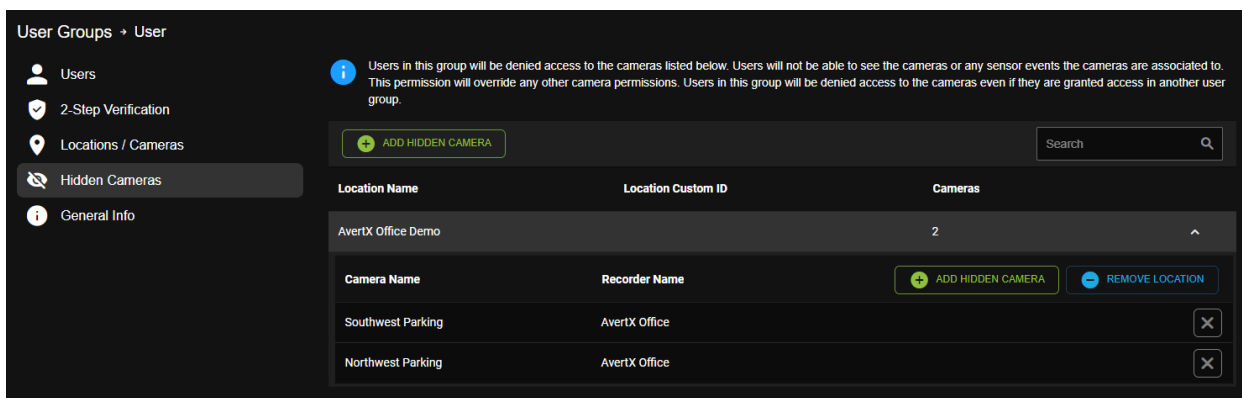 User Groups → User
Users
2-Step Verification
Locations / Cameras
Hidden Cameras
General Info
Users in this group will be denied access to the cameras listed below. Users will not be able to see the cameras or any sensor events the cameras are associated to.
This permission will override any other camera permissions. Users in this group will be denied access to the cameras even if they are granted access in another user
group.
ADD HIDDEN CAMERA
Search
Location Name Location Custom ID Cameras
AvertX Office Demo 2
Camera Name Recorder Name ADD HIDDEN CAMERA REMOVE LOCATION
Southwest Parking AvertX Office
Northwest Parking AvertX Office